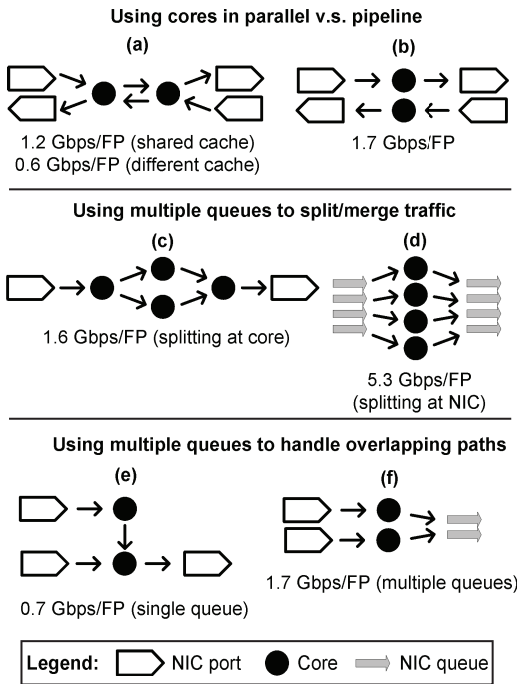 Using cores in parallel v.s. pipeline
(a)
(b)
1.2 Gbps/FP (shared cache)
0.6 Gbps/FP (different cache)
1.7 Gbps/FP
Using multiple queues to split/merge traffic
(c)
(d)
1.6 Gbps/FP (splitting at core)
5.3 Gbps/FP
(splitting at NIC)
Using multiple queues to handle overlapping paths
(e)
(f)
0.7 Gbps/FP (single queue)
1.7 Gbps/FP (multiple queues)
Legend: NIC port Core NIC queue